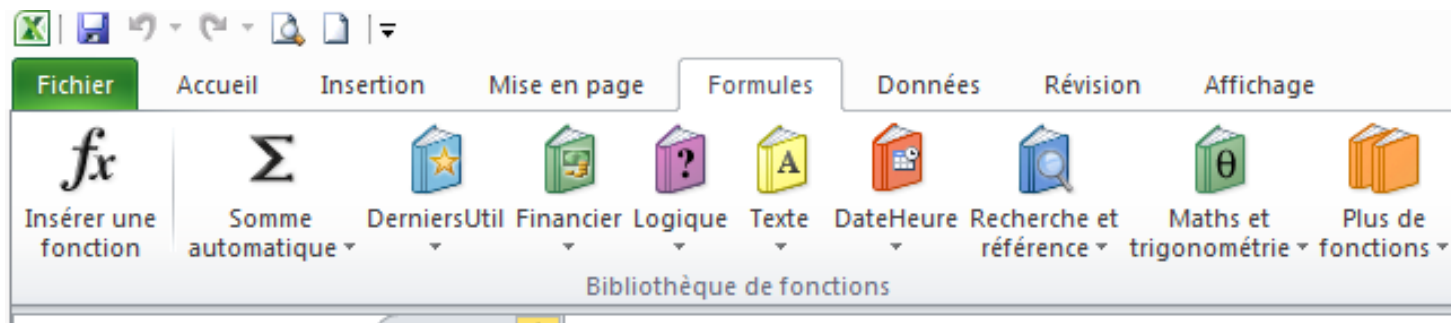 Fichier Accueil Insertion Mise en page Formules Données Révision Affichage
fx Σ ? A θ
Insérer une Somme DerniersUtil Financier Logique Texte DateHeure Recherche et Maths et Plus de
fonction automatique référence trigonométrie fonctions
Bibliothèque de fonctions